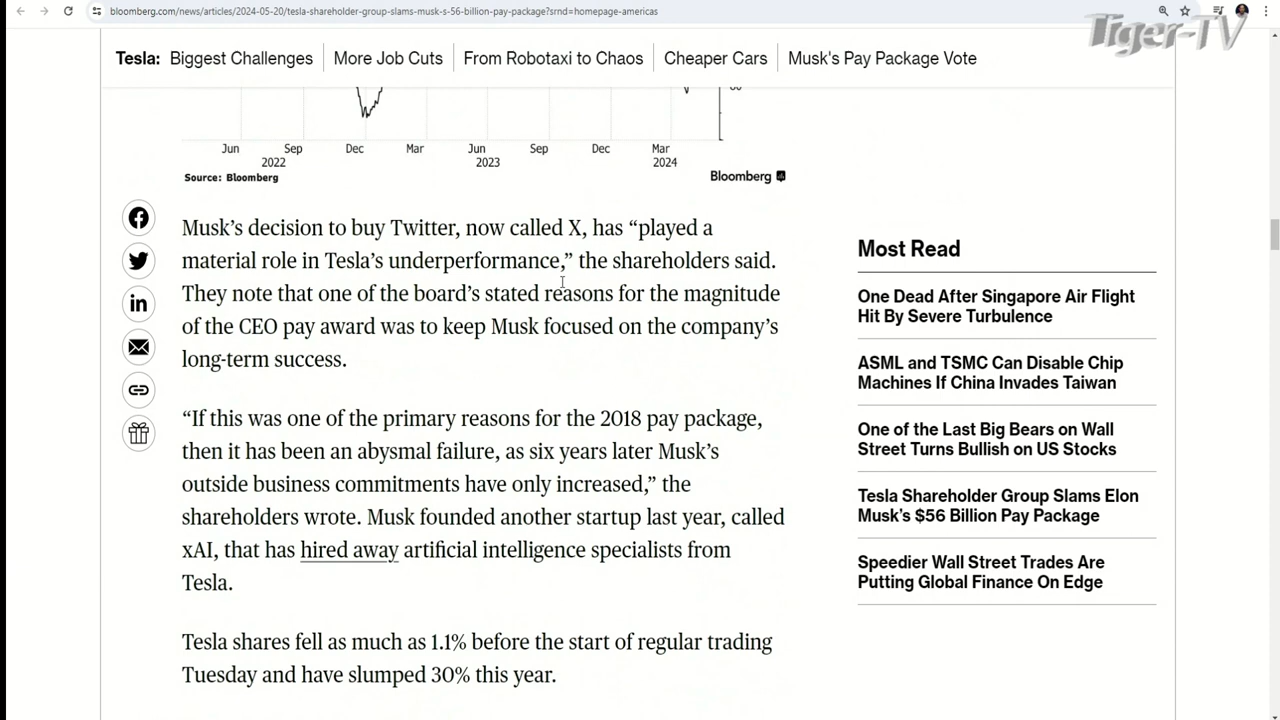 bloomberg.com/news/articles/2024-05-20/tesla-shareholder-group-slams-musk-s-56-billion-pay-package?srnd=homepage-americas
Tiger-TV
Tesla: Biggest Challenges More Job Cuts From Robotaxi to Chaos Cheaper Cars Musk's Pay Package Vote
Jun Sep Dec Mar Jun Sep Dec Mar
2022 2023 2024
Source: Bloomberg
Bloomberg
Musk’s decision to buy Twitter, now called X, has “played a
material role in Tesla’s underperformance,” the shareholders said.
They note that one of the board’s stated reasons for the magnitude
of the CEO pay award was to keep Musk focused on the company’s
long-term success.
“If this was one of the primary reasons for the 2018 pay package,
then it has been an abysmal failure, as six years later Musk’s
outside business commitments have only increased,” the
shareholders wrote. Musk founded another startup last year, called
xAI, that has hired away artificial intelligence specialists from
Tesla.
Tesla shares fell as much as 1.1% before the start of regular trading
Tuesday and have slumped 30% this year.
Most Read
One Dead After Singapore Air Flight
Hit By Severe Turbulence
ASML and TSMC Can Disable Chip
Machines If China Invades Taiwan
One of the Last Big Bears on Wall
Street Turns Bullish on US Stocks
Tesla Shareholder Group Slams Elon
Musk’s $56 Billion Pay Package
Speedier Wall Street Trades Are
Putting Global Finance On Edge